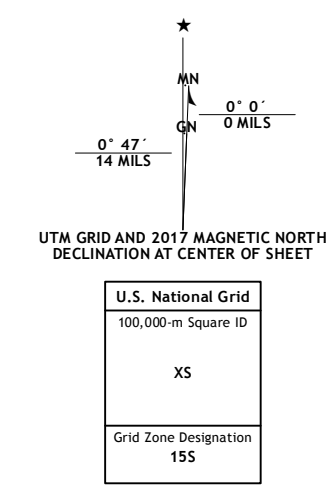 ★
MN
0° 0´
0 MILS
GN
0° 47´
14 MILS
UTM GRID AND 2017 MAGNETIC NORTH
DECLINATION AT CENTER OF SHEET
U.S. National Grid
100,000-m Square ID
XS
Grid Zone Designation
15S